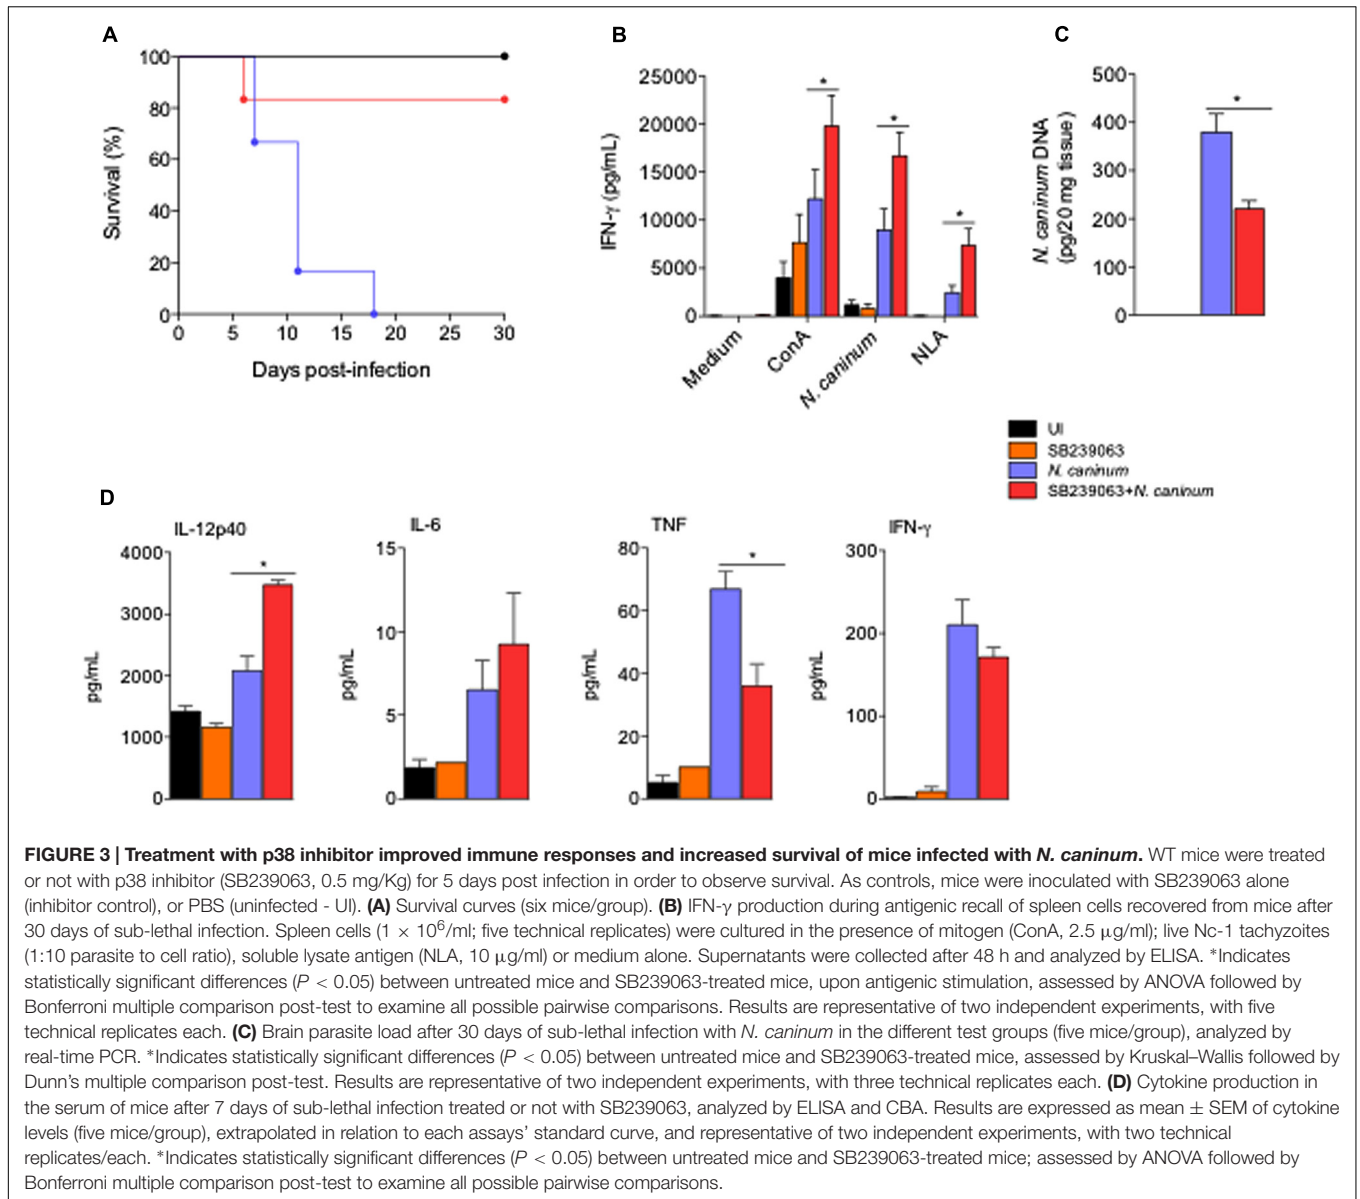 A
Survival (%)
100
80
60
40
20
0
0 5 10 15 20 25 30
Days post-infection
B
IFN-γ (pg/mL)
25000
20000
15000
10000
5000
0
*
*
*
Medium
ConA
N. caninum
NLA
C
N. caninum DNA
(pg/20 mg tissue)
500
400
300
200
100
0
*
UI
SB239063
N. caninum
SB239063+N. caninum
D
IL-12p40
pg/mL
4000
3000
2000
1000
0
*
IL-6
pg/mL
15
10
5
0
TNF
pg/mL
80
60
40
20
0
*
IFN-γ
pg/mL
300
200
100
0
FIGURE 3 | Treatment with p38 inhibitor improved immune responses and increased survival of mice infected with N. caninum. WT mice were treated
or not with p38 inhibitor (SB239063, 0.5 mg/Kg) for 5 days post infection in order to observe survival. As controls, mice were inoculated with SB239063 alone
(inhibitor control), or PBS (uninfected - UI). (A) Survival curves (six mice/group). (B) IFN-γ production during antigenic recall of spleen cells recovered from mice after
30 days of sub-lethal infection. Spleen cells (1 × 10⁶/ml; five technical replicates) were cultured in the presence of mitogen (ConA, 2.5 μg/ml); live Nc-1 tachyzoites
(1:10 parasite to cell ratio), soluble lysate antigen (NLA, 10 μg/ml) or medium alone. Supernatants were collected after 48 h and analyzed by ELISA. *Indicates
statistically significant differences (P < 0.05) between untreated mice and SB239063-treated mice, upon antigenic stimulation, assessed by ANOVA followed by
Bonferroni multiple comparison post-test to examine all possible pairwise comparisons. Results are representative of two independent experiments, with five
technical replicates each. (C) Brain parasite load after 30 days of sub-lethal infection with N. caninum in the different test groups (five mice/group), analyzed by
real-time PCR. *Indicates statistically significant differences (P < 0.05) between untreated mice and SB239063-treated mice, assessed by Kruskal–Wallis followed by
Dunn's multiple comparison post-test. Results are representative of two independent experiments, with three technical replicates each. (D) Cytokine production in
the serum of mice after 7 days of sub-lethal infection treated or not with SB239063, analyzed by ELISA and CBA. Results are expressed as mean ± SEM of cytokine
levels (five mice/group), extrapolated in relation to each assays' standard curve, and representative of two independent experiments, with two technical
replicates/each. *Indicates statistically significant differences (P < 0.05) between untreated mice and SB239063-treated mice; assessed by ANOVA followed by
Bonferroni multiple comparison post-test to examine all possible pairwise comparisons.